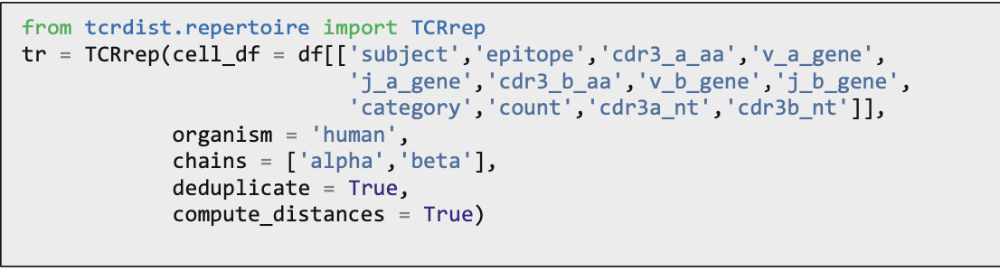 from tcrdist.repertoire import TCRrep
tr = TCRrep(cell_df = df[['subject','epitope','cdr3_a_aa','v_a_gene',
'j_a_gene','cdr3_b_aa','v_b_gene','j_b_gene',
'category','count','cdr3a_nt','cdr3b_nt']],
organism = 'human',
chains = ['alpha','beta'],
deduplicate = True,
compute_distances = True)